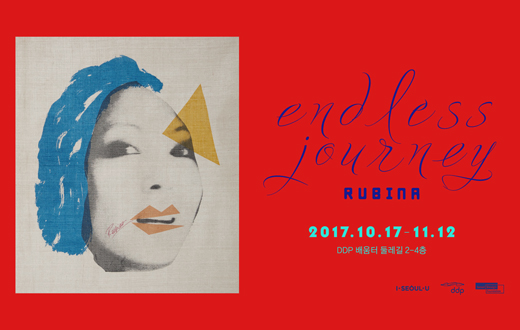 endless
journey
RUBINA
2017.10.17-11.12
DDP 배움터 둘레길 2-4층
I·SEOUL·U
ddp